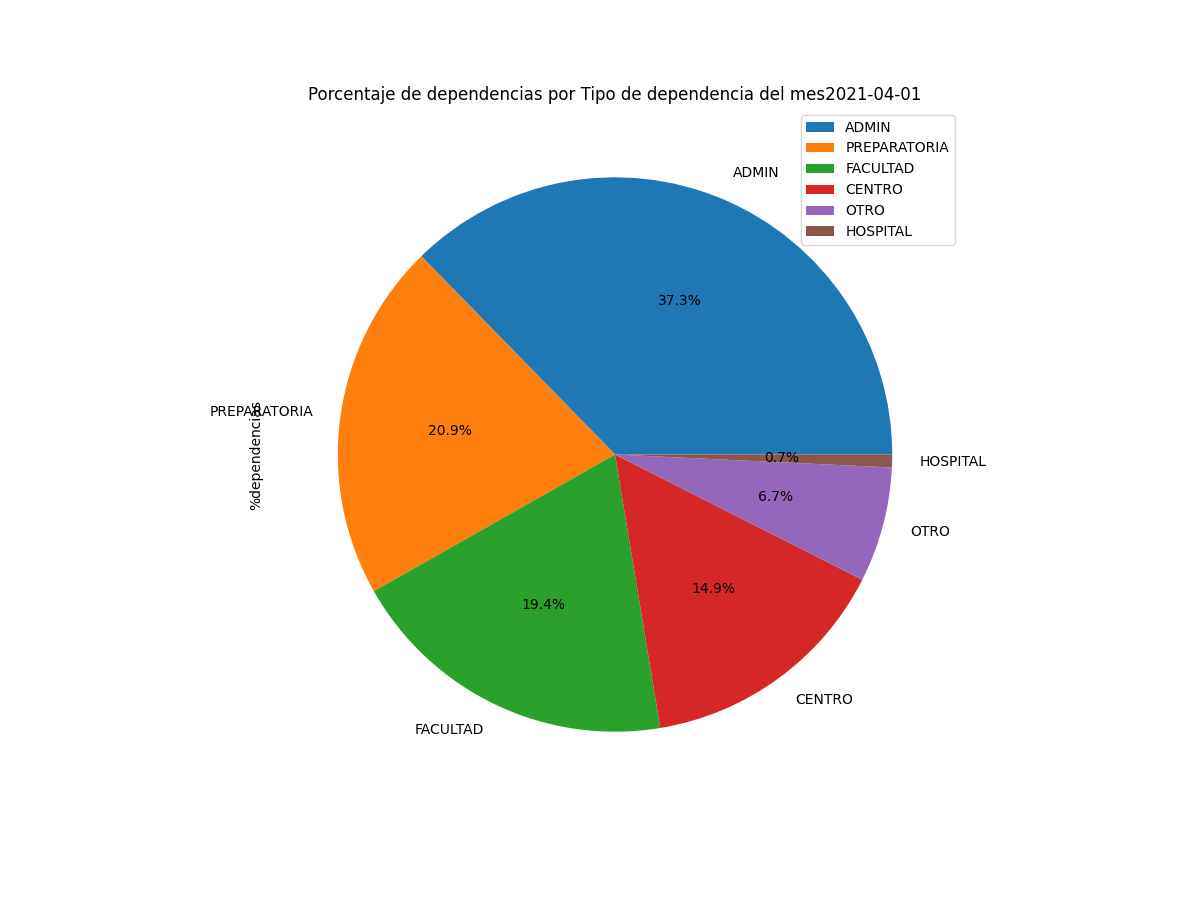 Porcentaje de dependencias por Tipo de dependencia del mes2021-04-01
ADMIN
PREPARATORIA
FACULTAD
CENTRO
OTRO
HOSPITAL
ADMIN
37.3%
PREPARATORIA
20.9%
%dependencias
0.7%
HOSPITAL
6.7%
OTRO
14.9%
19.4%
CENTRO
FACULTAD